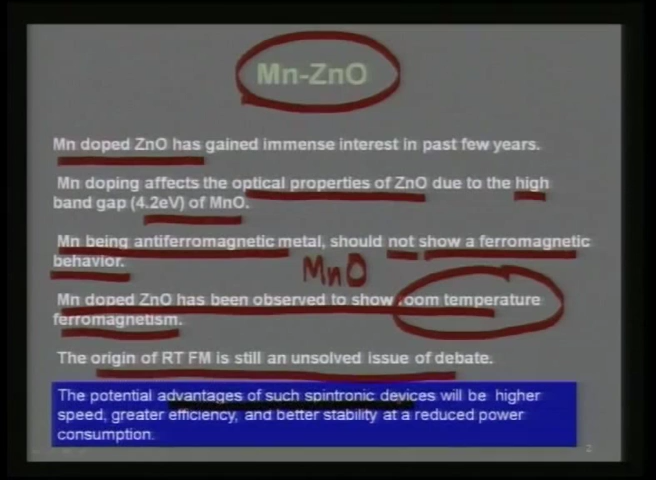 Mn-ZnO
Mn doped ZnO has gained immense interest in past few years.
Mn doping affects the optical properties of ZnO due to the high
band gap (4.2eV) of MnO.
Mn being antiferromagnetic metal, should not show a ferromagnetic
behavior.
MnO
Mn doped ZnO has been observed to show room temperature
ferromagnetism.
The origin of RT FM is still an unsolved issue of debate.
The potential advantages of such spintronic devices will be higher
speed, greater efficiency, and better stability at a reduced power
consumption.
2